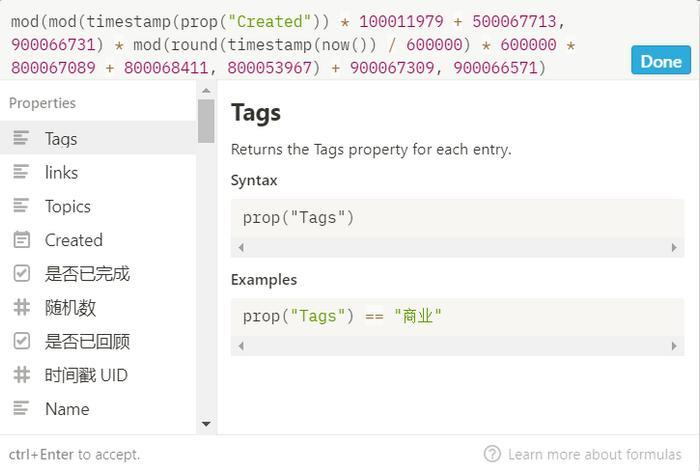 mod(mod(timestamp(prop("Created")) * 100011979 + 500067713,
900066731) * mod(round(timestamp(now()) / 600000) * 600000 *
800067089 + 800068411, 800053967) + 900067309, 900066571)
Done
Properties
Tags
links
Topics
Created
是否已完成
随机数
是否已回顾
时间戳 UID
Name
Tags
Returns the Tags property for each entry.
Syntax
prop("Tags")
Examples
prop("Tags") == "商业"
ctrl+Enter to accept.
Learn more about formulas